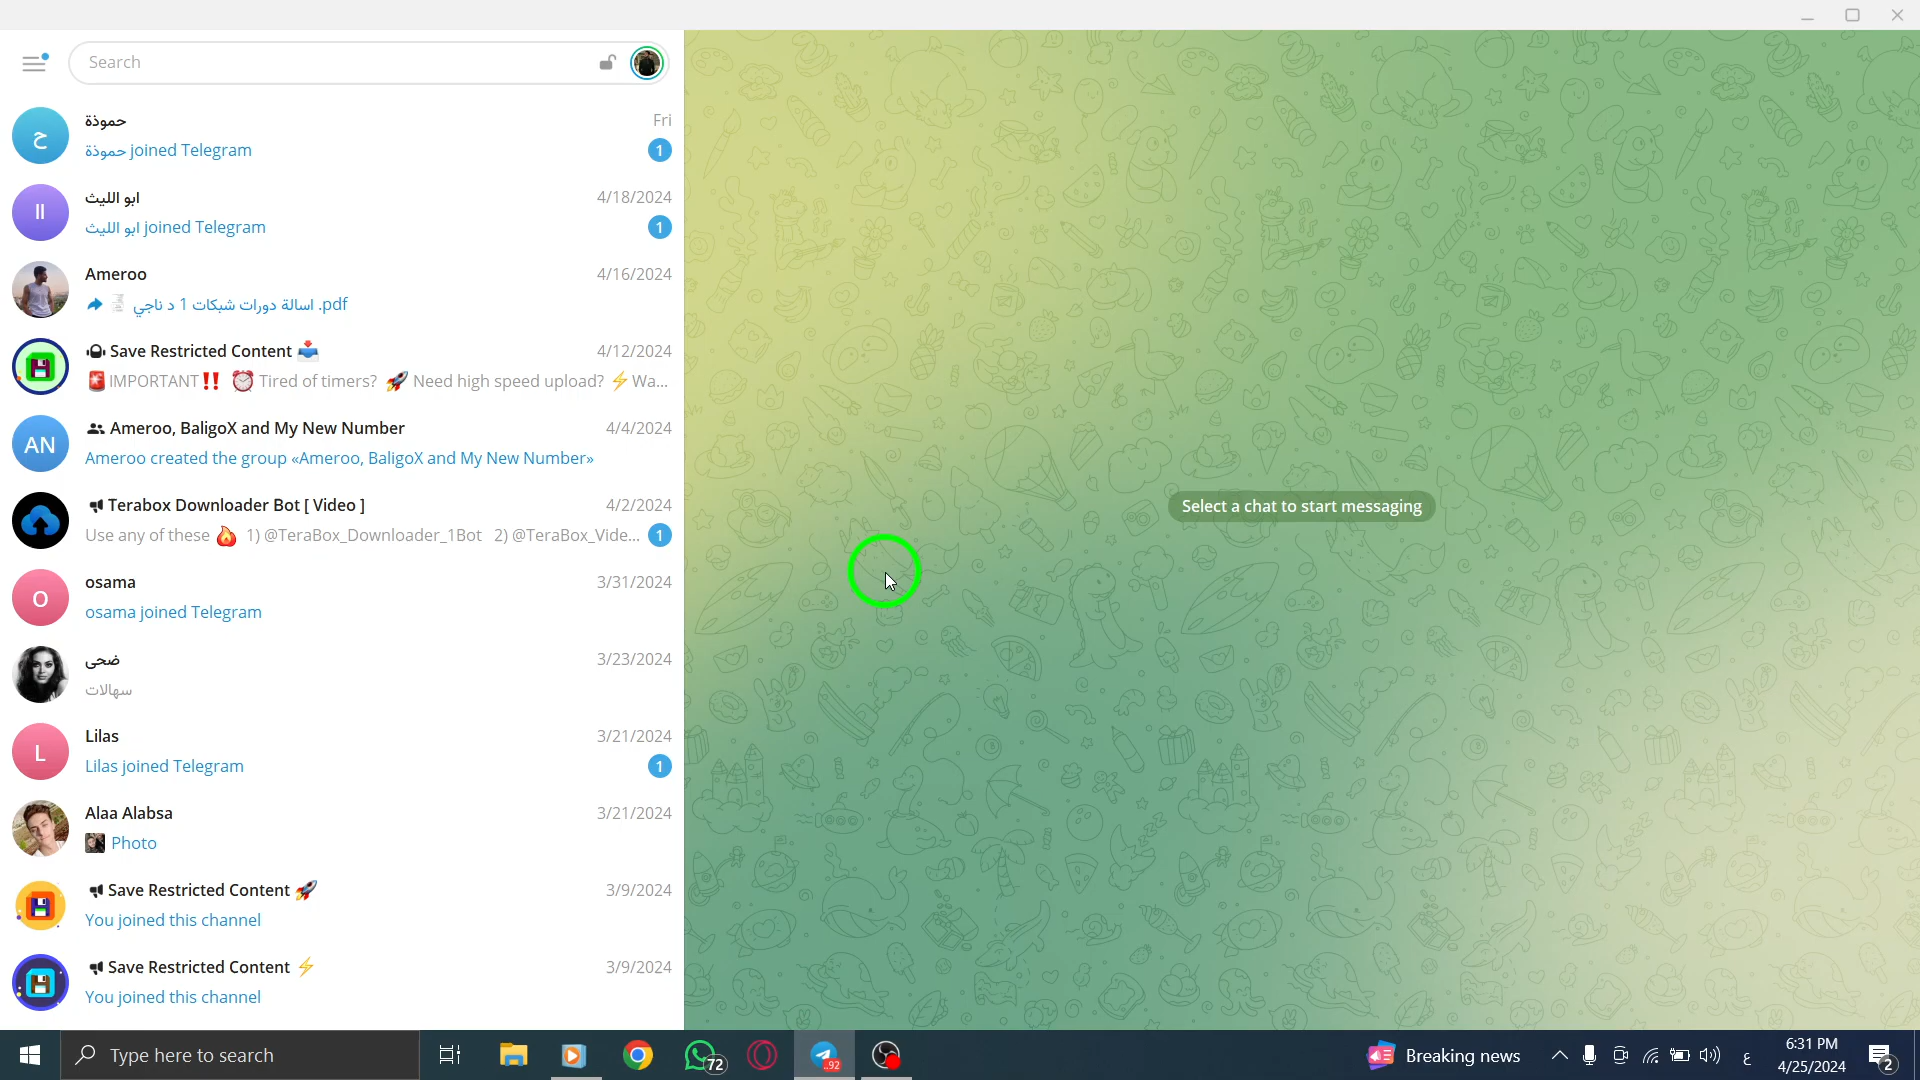 Search
ح
حموذة
Fri
حموذة joined Telegram
1
اا
ابو الليث
4/18/2024
ابو الليث joined Telegram
1
Ameroo
4/16/2024
اسالة دورات شبكات 1 د ناجي .pdf
Save Restricted Content 📥
4/12/2024
🚨IMPORTANT‼️ ⏰ Tired of timers? 🚀 Need high speed upload? ⚡Wa...
AN
Ameroo, BaligoX and My New Number
4/4/2024
Ameroo created the group «Ameroo, BaligoX and My New Number»
Terabox Downloader Bot [ Video ]
4/2/2024
Use any of these 🔥 1) @TeraBox_Downloader_1Bot 2) @TeraBox_Vide...
1
O
osama
3/31/2024
osama joined Telegram
ضحى
3/23/2024
سهالات
L
Lilas
3/21/2024
Lilas joined Telegram
1
Alaa Alabsa
3/21/2024
Photo
Save Restricted Content 🚀
3/9/2024
You joined this channel
Save Restricted Content ⚡
3/9/2024
You joined this channel
Select a chat to start messaging
Type here to search
72
..92
Breaking news
ع
6:31 PM
4/25/2024
2